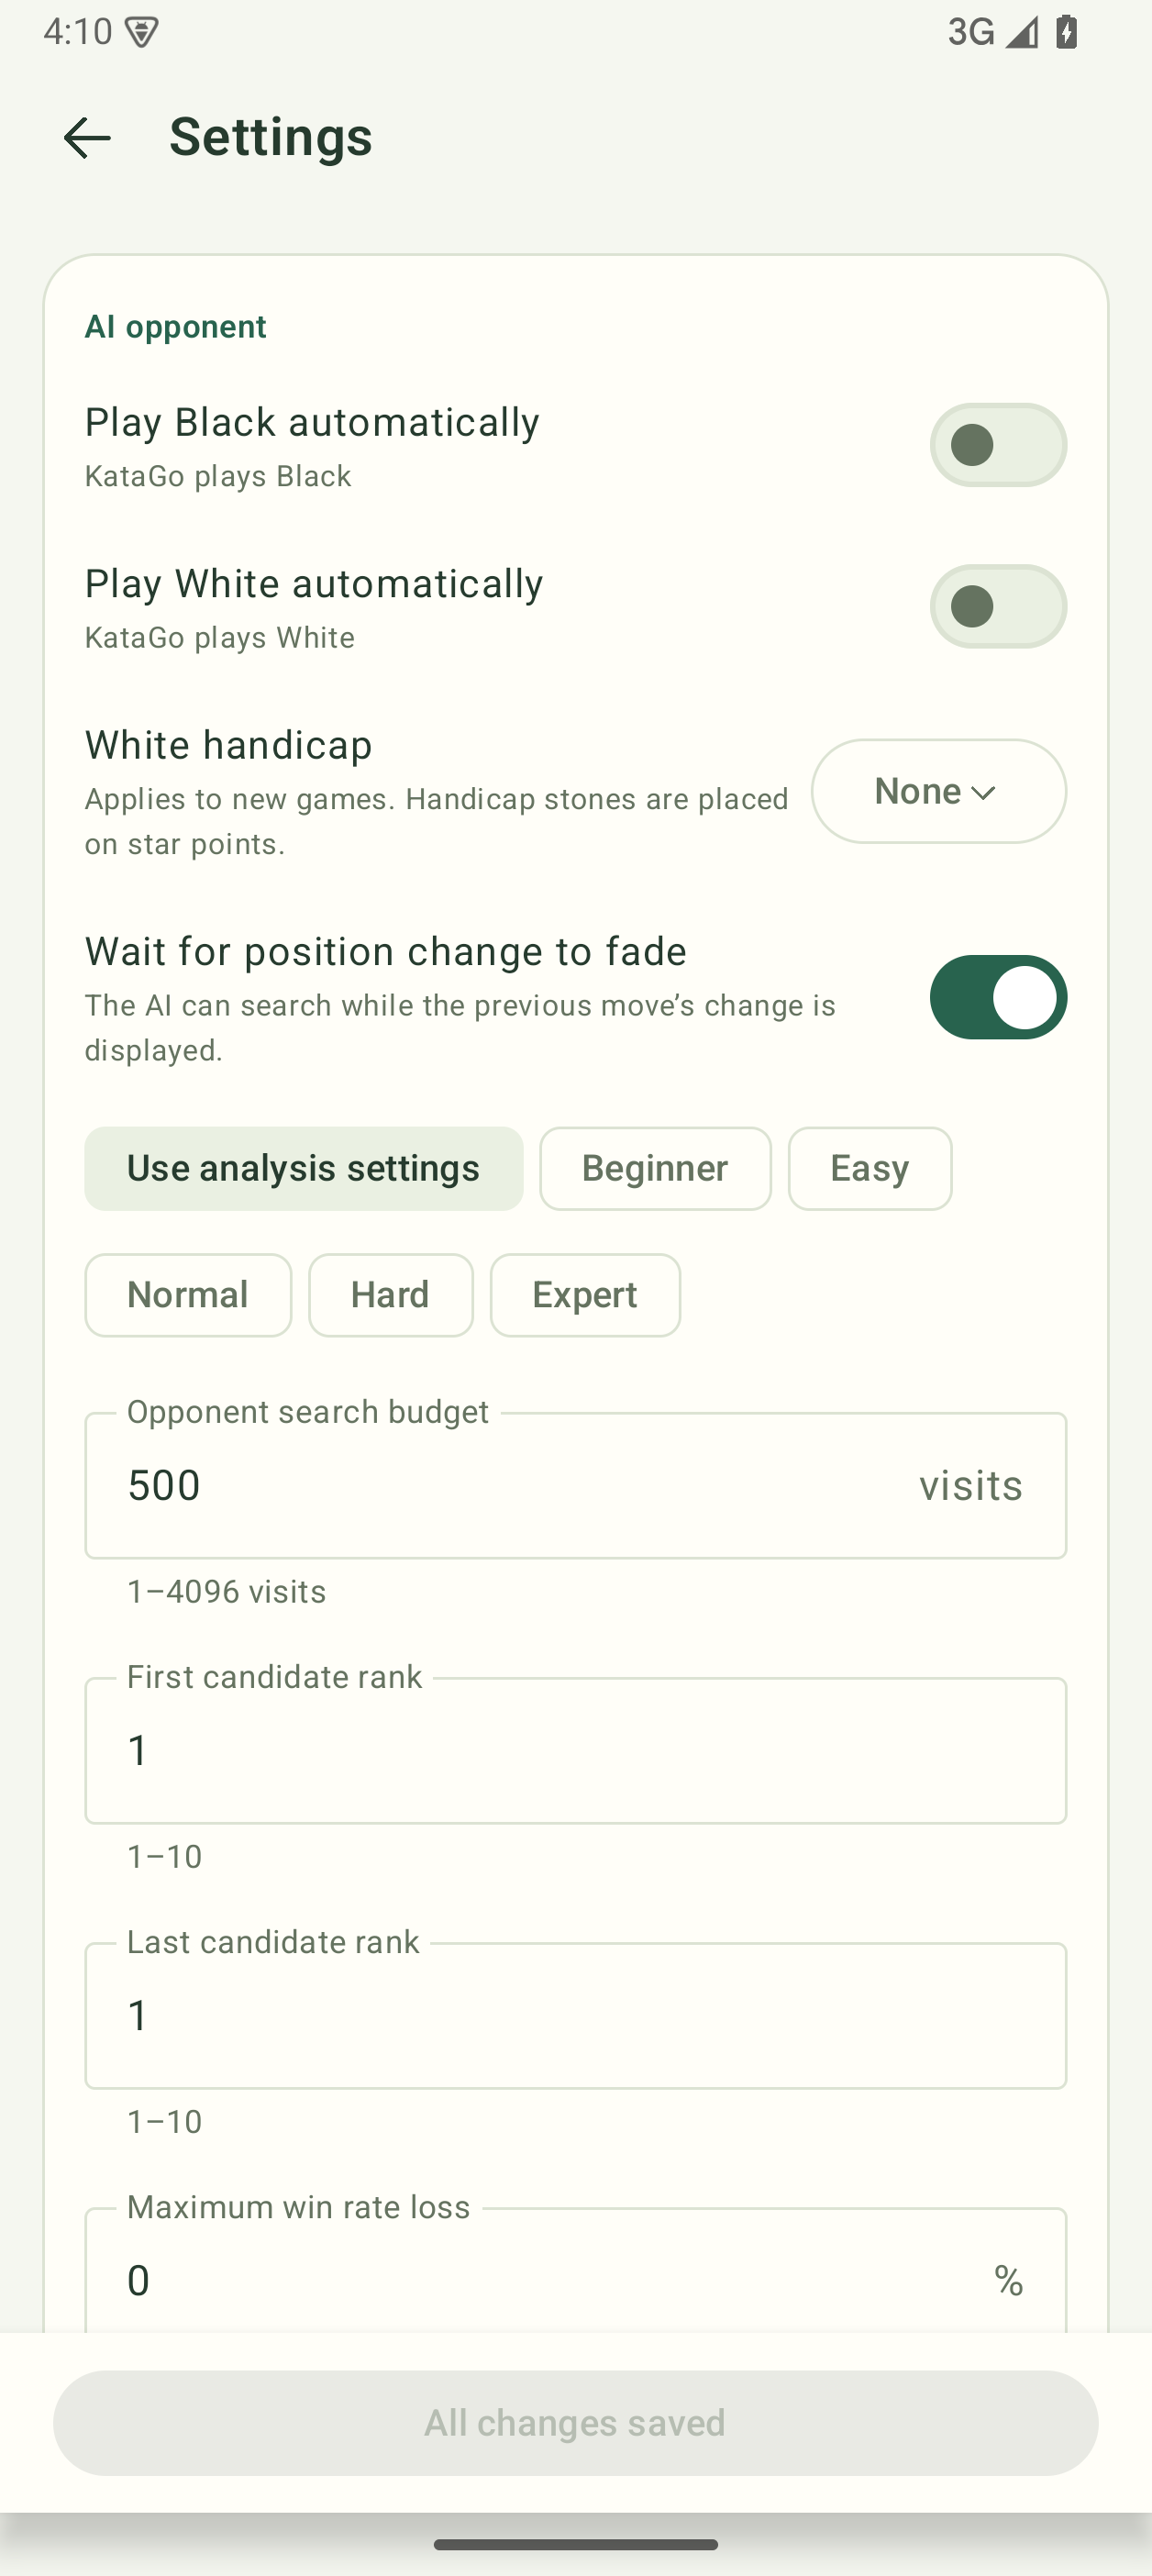 4:10
3G
Settings
AI opponent
Play Black automatically
KataGo plays Black
Play White automatically
KataGo plays White
White handicap
Applies to new games. Handicap stones are placed
on star points.
None
Wait for position change to fade
The AI can search while the previous move’s change is
displayed.
Use analysis settings
Beginner
Easy
Normal
Hard
Expert
Opponent search budget
500
visits
1–4096 visits
First candidate rank
1
1–10
Last candidate rank
1
1–10
Maximum win rate loss
0
%
All changes saved